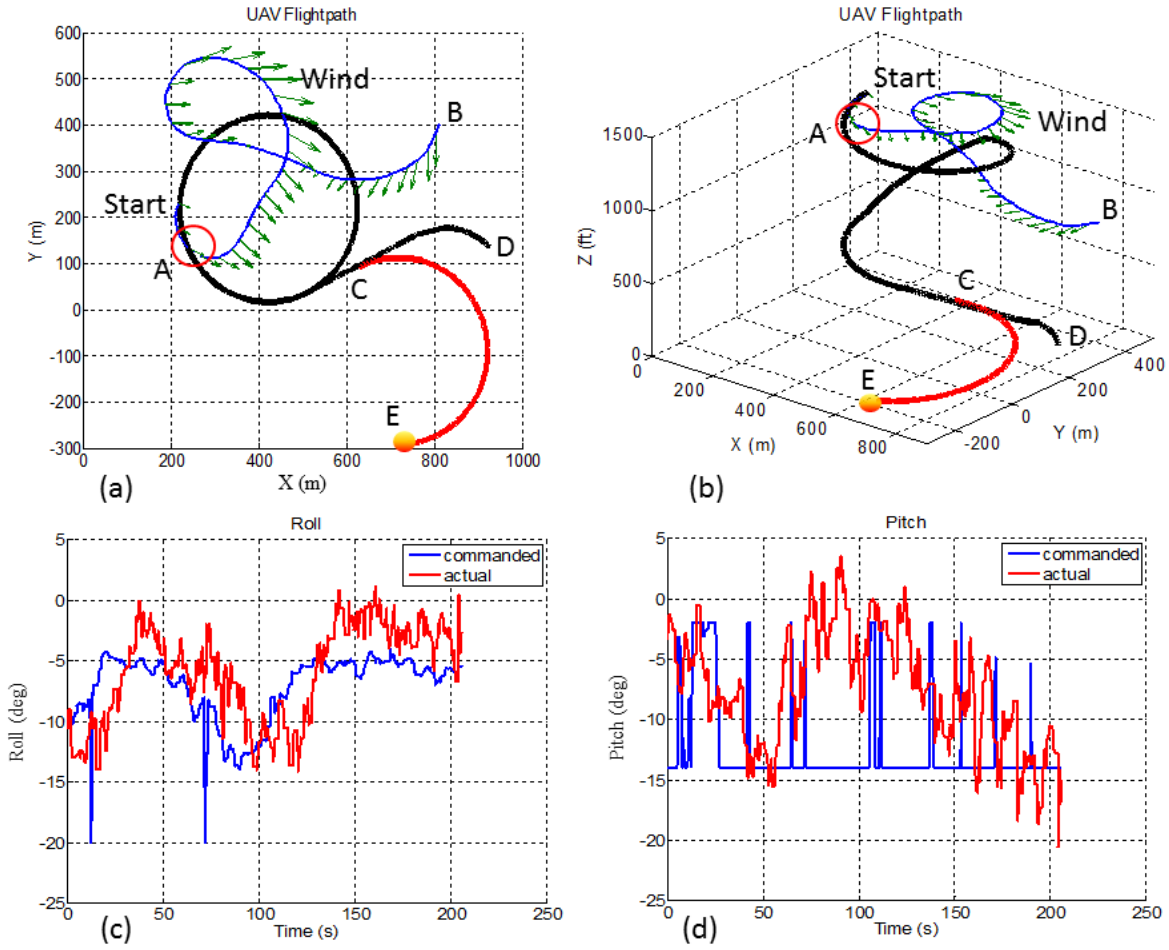 UAV Flightpath
600
500
400
300
200
100
0
-100
-200
-300
Y (m)
0
200
400
600
800
1000
X (m)
Wind
B
Start
A
C
D
E
(a)
UAV Flightpath
1500
1000
500
0
Z (ft)
0
200
400
600
800
X (m)
-200
0
200
400
Y (m)
Start
A
Wind
B
C
D
E
(b)
Roll
5
0
-5
-10
-15
-20
-25
Roll (deg)
0
50
100
150
200
250
Time (s)
commanded
actual
(c)
Pitch
5
0
-5
-10
-15
-20
-25
Pitch (deg)
0
50
100
150
200
250
Time (s)
commanded
actual
(d)